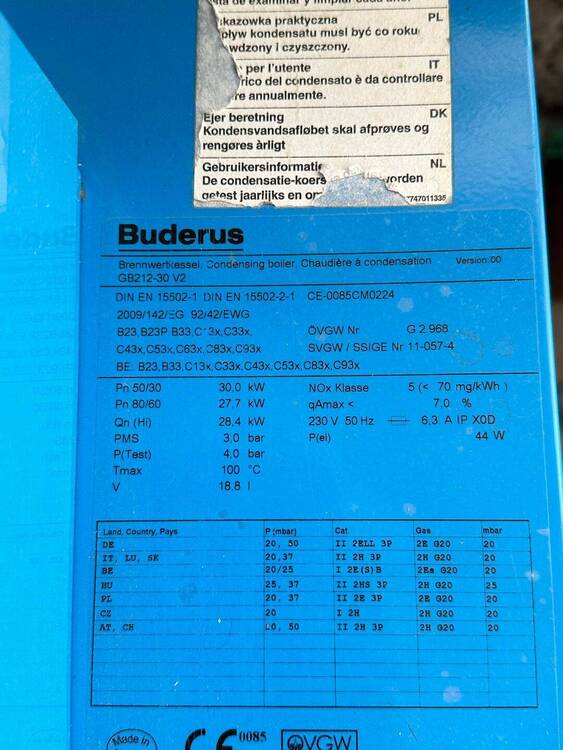 PL
kazowka praktyczna
pływ kondensatu musi być co roku
wdzony i czyszczony.
IT
per l'utente
rico del condensato è da controllare
re annualmente.
DK
Ejer beretning
Kondensvandsafløbet skal afprøves og
rengøres àrligt
NL
Gebruikersinformatie
De condensatie-koers orden
getest jaarlijks en on 747011335
Buderus
Brennwertkessel, Condensing boiler, Chaudière à condensation Version:00
GB212-30 V2
DIN EN 15502-1 DIN EN 15502-2-1 CE-0085CM0224
2009/142/EG 92/42/EWG
B23,B23P B33,C13x,C33x, ÖVGW Nr G 2.968
C43x,C53x,C63x,C83x,C93x SVGW / SSIGE Nr 11-057-4
BE: B23,B33,C13x,C33x,C43x,C53x,C83x,C93x
Pn 50/30 30,0 kW NOx Klasse 5 (< 70 mg/kWh )
Pn 80/60 27,7 kW qAmax < 7,0 %
Qn (Hi) 28,4 kW 230 V 50 Hz 6,3 A IP X0D
PMS 3,0 bar P(el) 44 W
P(Test) 4,0 bar
Tmax 100 °C
V 18,8 l
Land, Country, Pays P (mbar) Cat Gas mbar
DE 20, 50 II 2ELL 3P 2E G20 20
IT, LU, SK 20,37 II 2H 3P 2H G20 20
BE 20/25 I 2E(S)B 2Es G20 20
HU 25, 37 II 2HS 3P 2H G20 25
PL 20, 37 II 2E 3P 2E G20 20
CZ 20 I 2H 2H G20 20
AT, CH 20, 50 II 2H 3P 2H G20 20
Made in
CE 0085 ÖVGW